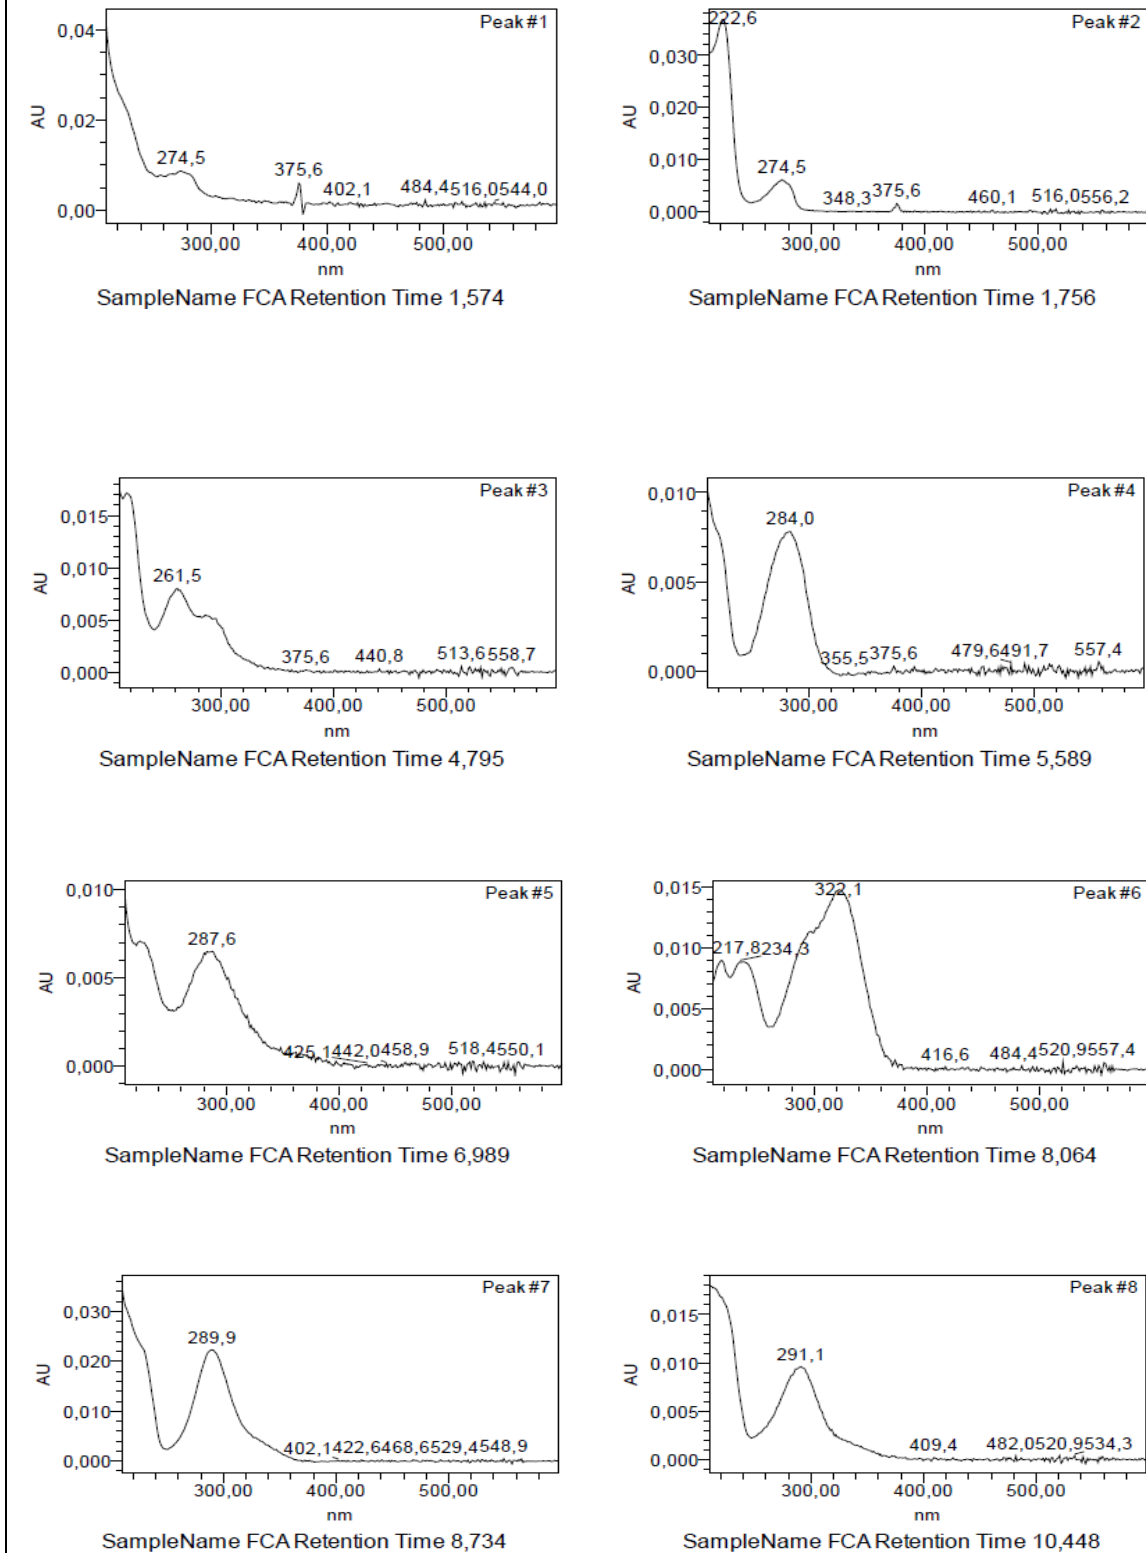 Peak #1
0,04
0,02
0,00
AU
274,5
375,6
402,1
484,4516,0544,0
300,00 400,00 500,00
nm
SampleName FCA Retention Time 1,574
Peak #2
222,6
0,030
0,020
0,010
0,000
AU
274,5
348,3 375,6
460,1
516,0556,2
300,00 400,00 500,00
nm
SampleName FCA Retention Time 1,756
Peak #3
0,015
0,010
0,005
0,000
AU
261,5
375,6
440,8
513,6558,7
300,00 400,00 500,00
nm
SampleName FCA Retention Time 4,795
Peak #4
0,010
0,005
0,000
AU
284,0
355,5 375,6
479,6491,7
557,4
300,00 400,00 500,00
nm
SampleName FCA Retention Time 5,589
Peak #5
0,010
0,005
0,000
AU
287,6
425,1442,0458,9
518,4550,1
300,00 400,00 500,00
nm
SampleName FCA Retention Time 6,989
Peak #6
0,015
0,010
0,005
0,000
AU
322,1
217,8234,3
416,6
484,4520,9557,4
300,00 400,00 500,00
nm
SampleName FCA Retention Time 8,064
Peak #7
0,030
0,020
0,010
0,000
AU
289,9
402,1422,6468,6529,4548,9
300,00 400,00 500,00
nm
SampleName FCA Retention Time 8,734
Peak #8
0,015
0,010
0,005
0,000
AU
291,1
409,4
482,0520,9534,3
300,00 400,00 500,00
nm
SampleName FCA Retention Time 10,448